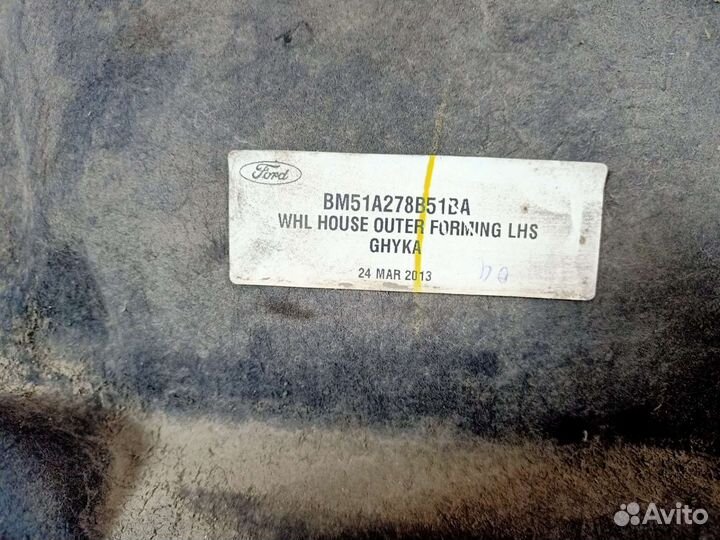 Ford
BM51A278B51BA
WHL HOUSE OUTER FORMING LHS
GHYKA
24 MAR 2013
Avito